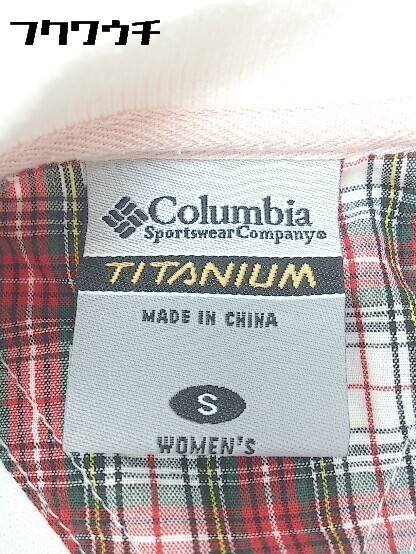 フクワウチ
Columbia
Sportswear Company®
TITANIUM
MADE IN CHINA
S
WOMEN'S